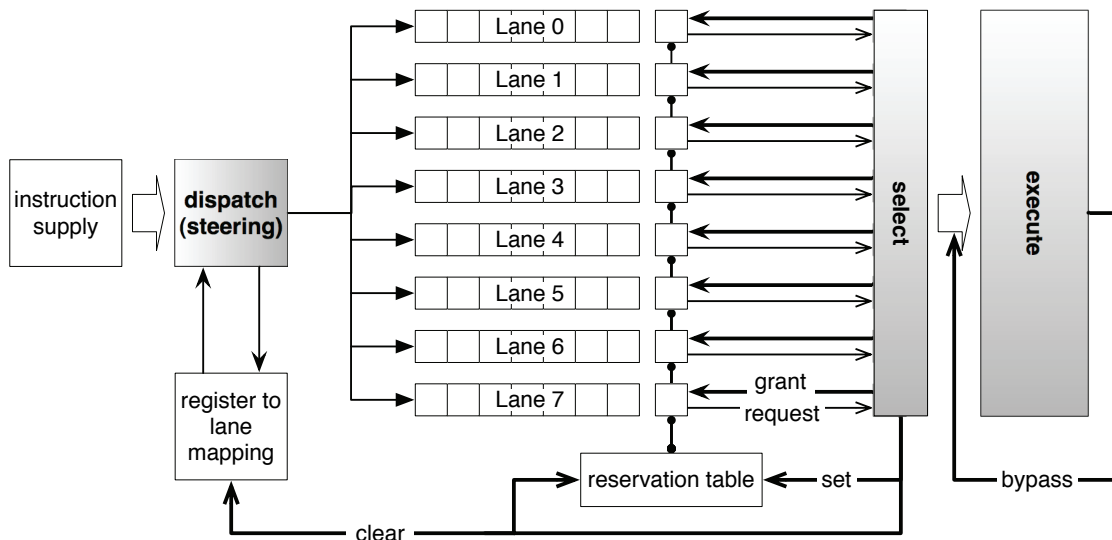 Lane 0
Lane 1
Lane 2
Lane 3
Lane 4
Lane 5
Lane 6
Lane 7
instruction
supply
dispatch
(steering)
register to
lane
mapping
select
execute
grant
request
reservation table
set
bypass
clear